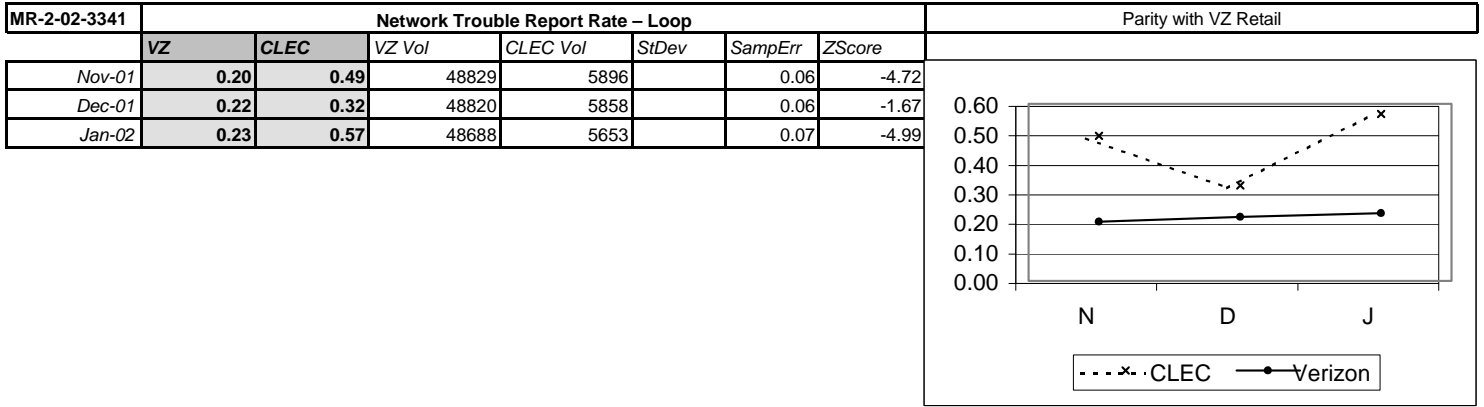 MR-2-02-3341 Network Trouble Report Rate – Loop Parity with VZ Retail
VZ CLEC VZ Vol CLEC Vol StDev SampErr ZScore
Nov-01 0.20 0.49 48829 5896 0.06 -4.72
Dec-01 0.22 0.32 48820 5858 0.06 -1.67
Jan-02 0.23 0.57 48688 5653 0.07 -4.99
0.60
0.50
0.40
0.30
0.20
0.10
0.00
N D J
CLEC Verizon